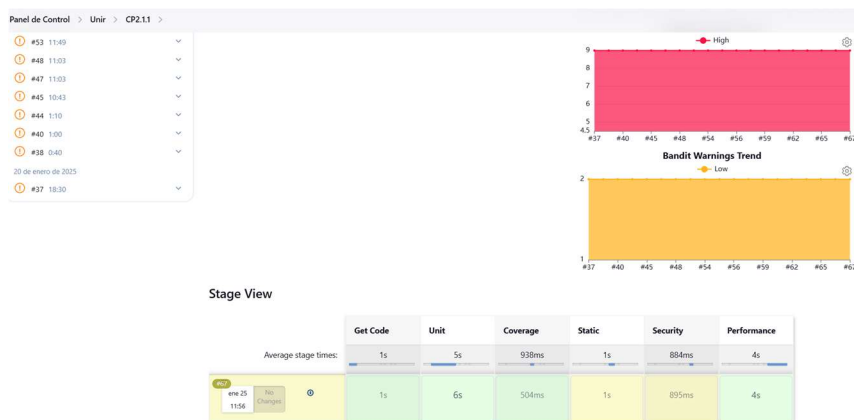 Panel de Control > Unir > CP2.1.1 >
#53 11:49
#48 11:03
#47 11:03
#45 10:43
#44 1:10
#40 1:00
#38 0:40
20 de enero de 2025
#37 18:30
High
9
8
7
6
5
4.5
#37 #40 #45 #48 #54 #56 #59 #62 #65 #67
Bandit Warnings Trend
Low
2
1
#37 #40 #45 #48 #54 #56 #59 #62 #65 #67
Stage View
Get Code Unit Coverage Static Security Performance
Average stage times: 1s 5s 938ms 1s 884ms 4s
#67
ene 25 No
Changes
11:56
1s 6s 504ms 1s 895ms 4s